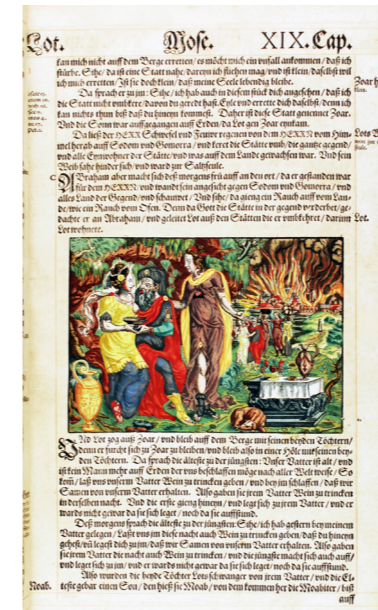 Lot. Mose. XIX. Cap.
kan mich nicht auff dem Berge erretten / es möcht mich ein unfall ankommen / daß ich
stürbe. Sihe / da ist eine Statt nahe / darein ich fliehen mag / und ist klein / daselbst wil
ich mich erretten / Ist sie doch klein / daß meine Seele lebendig bleibe.
Da sprach er zu jm: Sihe / ich hab auch in diesem stück dich angesehen / daß ich
die Statt nicht umbkere / davon du geredt hast. Eyle und errette dich daselbst / denn ich
kan nichts thun biß daß du hinein kommest. Daher ist diese Statt genennet Zoar.
Und die Sonn war auffgangen auff Erden / da Lot gen Zoar einkam.
Da ließ der HERR Schwefel und Feuwr regenen von dem HERRN vom Him-
mel herab auff Sodom und Gomorra / und keret die Stätte umb / die gantze gegend /
und alle Eynwohner der Stätte / und was auff dem Lande gewachsen war. Und sein
Weib sahe hinder sich / und ward zur Saltzseule.
ABraham aber macht sich deß morgens frü auff an den ort / da er gestanden war
für dem HERRN / und wandt sein angesicht gegen Sodom und Gomorra / und
alles Land der Gegend / und schauwet / Und sihe / da gieng ein Rauch auff vom Lan-
de / wie ein Rauch vom Ofen. Denn da Gott die Stätte in der gegend verderbet / ge-
dachte er an Abraham / und geleitet Lot auß den Stätten die er umbkehret / darinn
Lot wohnete.
Zoar
Lots
Lot.
UNd Lot zog auß Zoar / und bleib auff dem Berge mit seinen beyden Töchtern /
denn er fürcht sich zu Zoar zu bleiben / und bleib also in einer Höle mit seinen bey-
den Töchtern. Da sprach die älteste zu der jüngsten: Unser Vatter ist alt / und
ist kein Mann mehr auff Erden der uns beschlaffen möge nach aller Welt weise / So
kom / laß uns unserm Vatter Wein zu trincken geben / und bey im schlaffen / daß wir
Samen von unserm Vatter erhalten. Also gaben sie jrem Vatter Wein zu trincken
in derselben nacht. Und die erste gieng hineyn / und legt sich zu jrem Vatter / und er
wards nicht gewar da sie sich leget / noch da sie auffstund.
Deß morgens sprach die älteste zu der jüngsten: Sihe / ich hab gestern bey meinem
Vatter gelegen / Laßt uns jm diese nacht auch Wein zu trincken geben / daß du hineyn
gehest / und legest dich zu jm / daß wir Samen von unserm Vatter erhalten. Also gaben
sie jrem Vatter die nacht auch Wein zu trincken / und die jüngste macht sich auch auff /
und leget sich zu jm / und er wards nicht gewar da sie sich leget / noch da sie auffstund.
Also wurden die beyde Töchter Lots schwanger von jrem Vatter / und die El-
teste gebar einen Son / den hieß sie Moab / von dem kommen her die Moabiter / biß
Moab.
auff